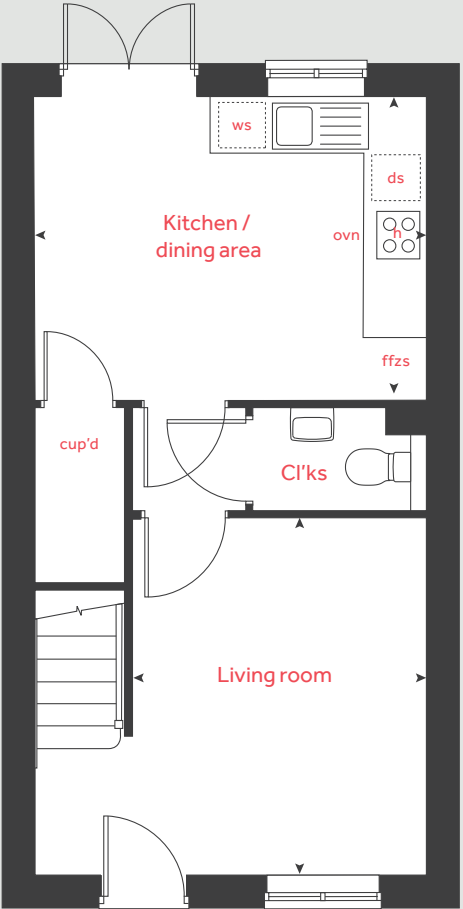 ws
ds
Kitchen /
dining area
ovn
h
ffzs
cup'd
Cl'ks
Living room